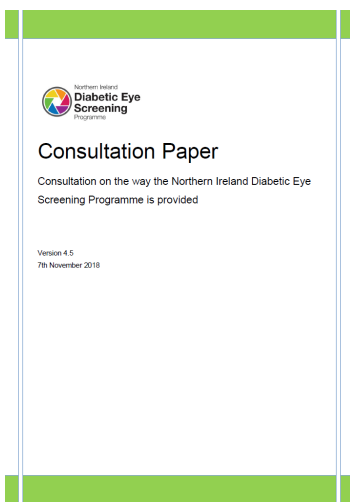 Northern Ireland
Diabetic Eye
Screening
Programme
Consultation Paper
Consultation on the way the Northern Ireland Diabetic Eye
Screening Programme is provided
Version 4.5
7th November 2018